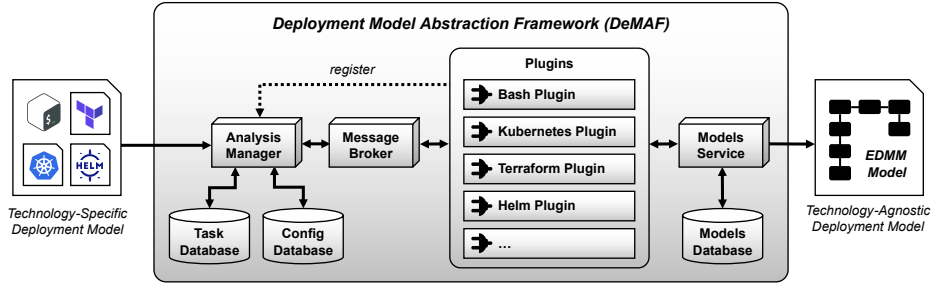 Deployment Model Abstraction Framework (DeMAF)
register
Plugins
Bash Plugin
Kubernetes Plugin
Terraform Plugin
Helm Plugin
...
$_
HELM
Technology-Specific
Deployment Model
Analysis
Manager
Message
Broker
Task
Database
Config
Database
Models
Service
Models
Database
EDMM
Model
Technology-Agnostic
Deployment Model